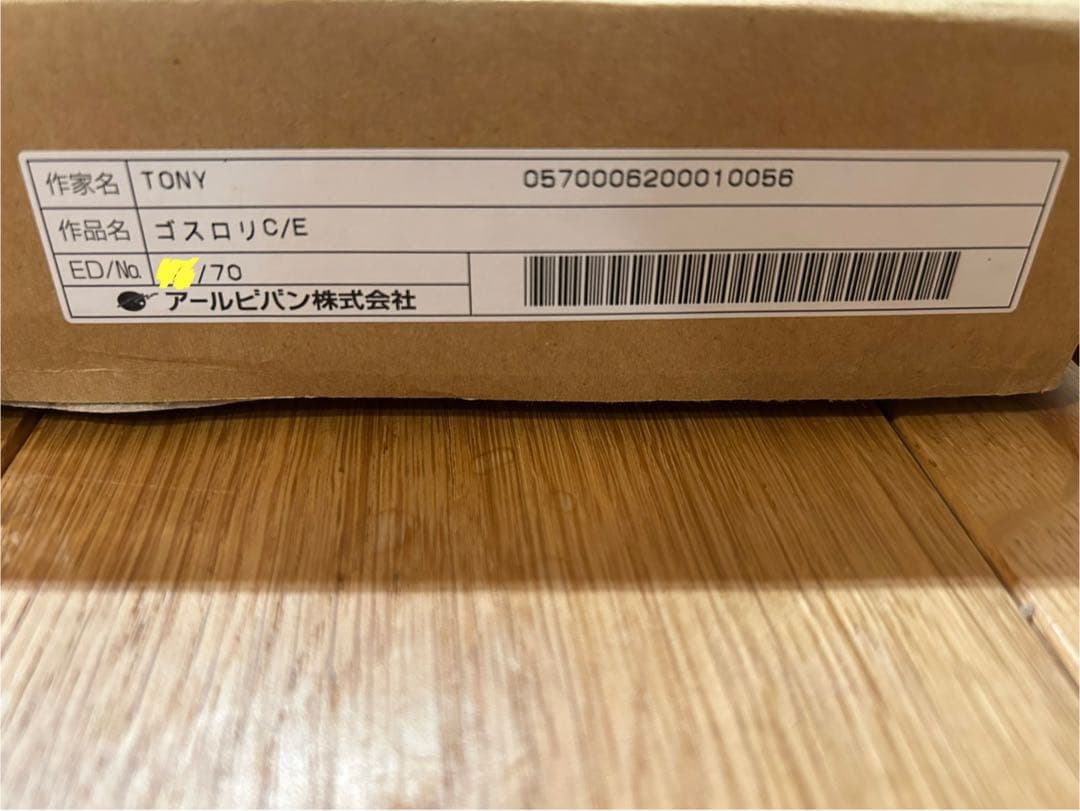 作家名 TONY 0570006200010056
作品名 ゴスロリC/E
ED/No. /70
アールビバン株式会社